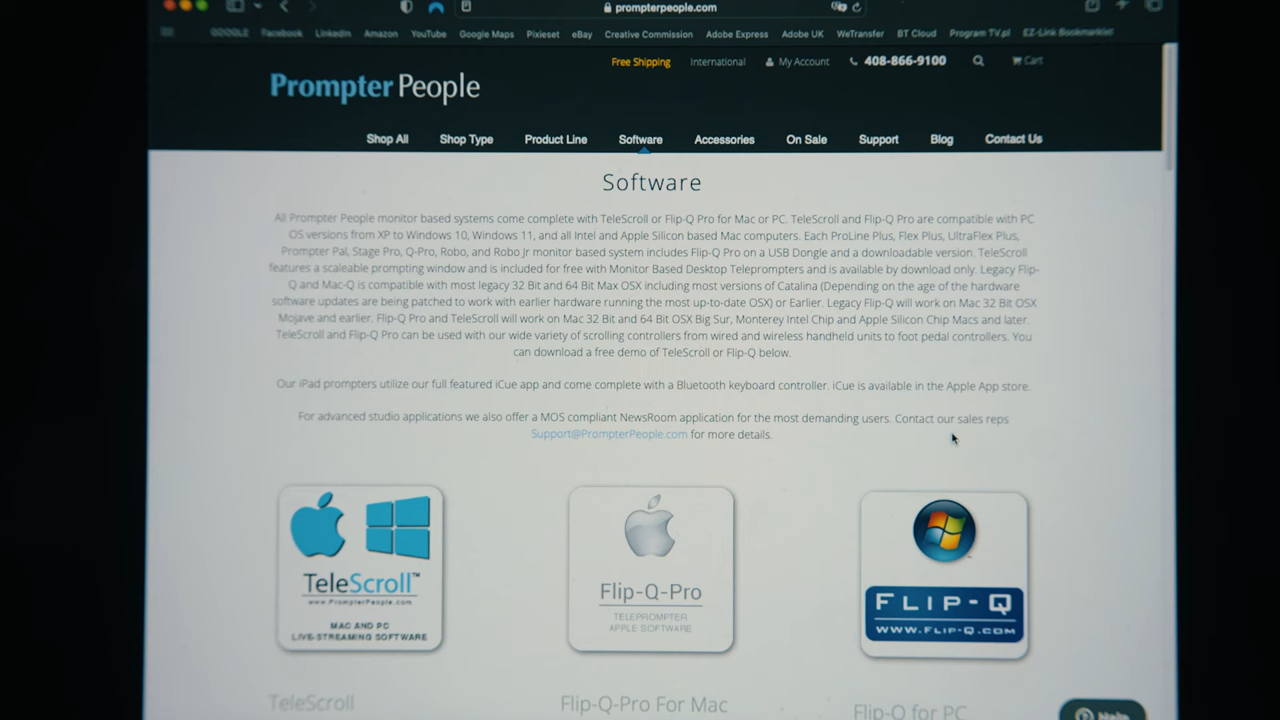 prompterpeople.com
GOOGLE Facebook LinkedIn Amazon YouTube Google Maps Pixieset eBay Creative Commission Adobe Express Adobe UK WeTransfer BT Cloud Program TV.pl EZ-Link Bookmarklet
Free Shipping International My Account 408-866-9100 Cart
Prompter People
Shop All Shop Type Product Line Software Accessories On Sale Support Blog Contact Us
Software
All Prompter People monitor based systems come complete with TeleScroll or Flip-Q Pro for Mac or PC. TeleScroll and Flip-Q Pro are compatible with PC
OS versions from XP to Windows 10, Windows 11, and all Intel and Apple Silicon based Mac computers. Each ProLine Plus, Flex Plus, UltraFlex Plus,
Prompter Pal, Stage Pro, Q-Pro, Robo, and Robo Jr monitor based system includes Flip-Q Pro on a USB Dongle and a downloadable version. TeleScroll
features a scaleable prompting window and is included for free with Monitor Based Desktop Teleprompters and is available by download only. Legacy Flip-
Q and Mac-Q is compatible with most legacy 32 Bit and 64 Bit Max OSX including most versions of Catalina (Depending on the age of the hardware
software updates are being patched to work with earlier hardware running the most up-to-date OSX) or Earlier. Legacy Flip-Q will work on Mac 32 Bit OSX
Mojave and earlier. Flip-Q Pro and TeleScroll will work on Mac 32 Bit and 64 Bit OSX Big Sur, Monterey Intel Chip and Apple Silicon Chip Macs and later.
TeleScroll and Flip-Q Pro can be used with our wide variety of scrolling controllers from wired and wireless handheld units to foot pedal controllers. You
can download a free demo of TeleScroll or Flip-Q below.
Our iPad prompters utilize our full featured iCue app and come complete with a Bluetooth keyboard controller. iCue is available in the Apple App store.
For advanced studio applications we also offer a MOS compliant NewsRoom application for the most demanding users. Contact our sales reps
Support@PrompterPeople.com for more details.
TeleScroll™
www.PrompterPeople.com
MAC AND PC
LIVE-STREAMING SOFTWARE
Flip-Q-Pro
TELEPROMPTER
APPLE SOFTWARE
FLIP-Q
WWW.FLIP-Q.COM
TeleScroll
Flip-Q-Pro For Mac
Flip-Q for PC
Help